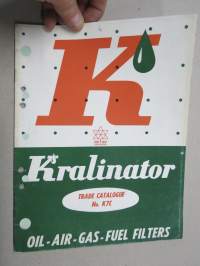 K
Kralinator
TRADE CATALOGUE
No. K7C
OIL - AIR - GAS - FUEL FILTERS